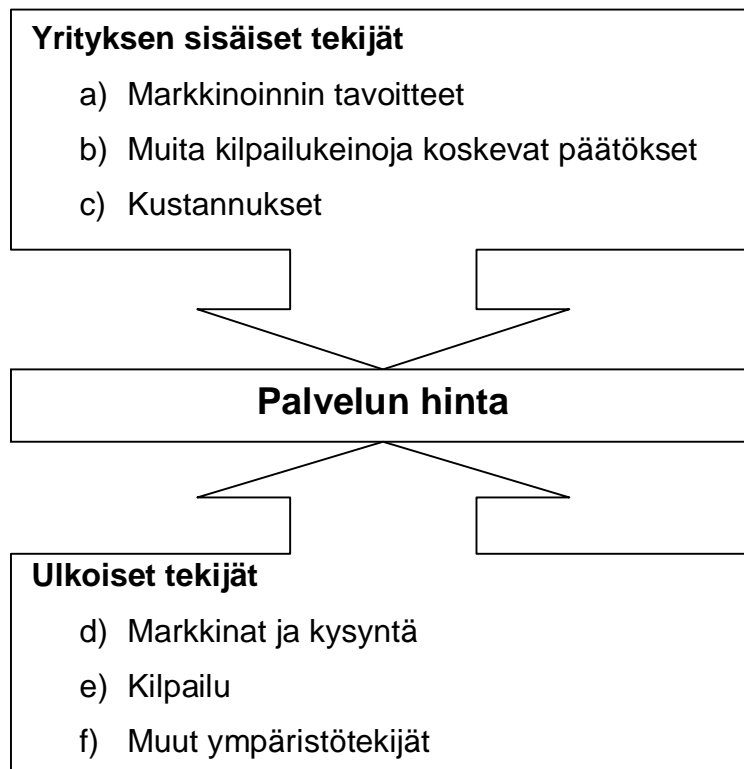 Yrityksen sisäiset tekijät
a) Markkinoinnin tavoitteet
b) Muita kilpailukeinoja koskevat päätökset
c) Kustannukset
Palvelun hinta
Ulkoiset tekijät
d) Markkinat ja kysyntä
e) Kilpailu
f) Muut ympäristötekijät